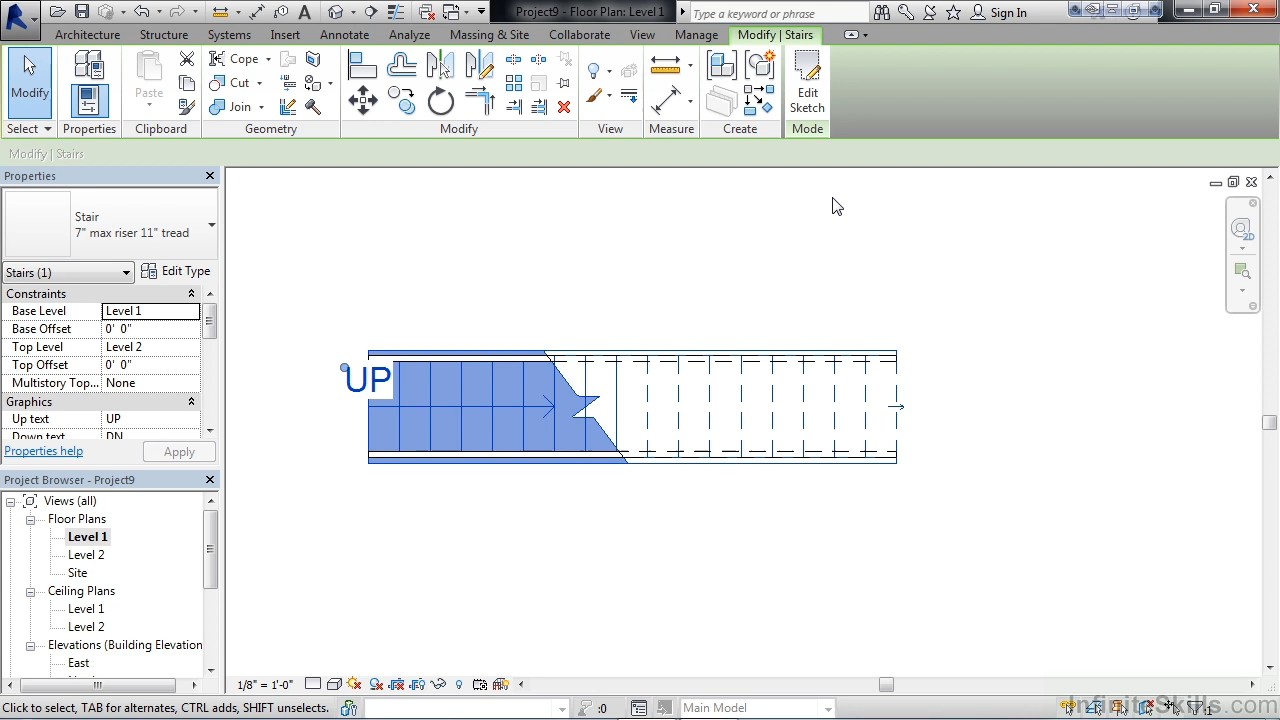 Project9 - Floor Plan: Level 1
Type a keyword or phrase
Sign In
Architecture Structure Systems Insert Annotate Analyze Massing & Site Collaborate View Manage Modify | Stairs
Modify
Paste
Cope
Cut
Join
Edit Sketch
Select Properties Clipboard Geometry Modify View Measure Create Mode
Modify | Stairs
Properties
Stair
7" max riser 11" tread
Stairs (1)
Edit Type
Constraints
Base Level Level 1
Base Offset 0' 0"
Top Level Level 2
Top Offset 0' 0"
Multistory Top... None
Graphics
Up text UP
Down text DN
Properties help
Apply
UP
2D
Project Browser - Project9
Views (all)
Floor Plans
Level 1
Level 2
Site
Ceiling Plans
Level 1
Level 2
Elevations (Building Elevation
East
1/8" = 1'-0"
Click to select, TAB for alternates, CTRL adds, SHIFT unselects.
:0
Main Model
:1
InfiniteSkills.com